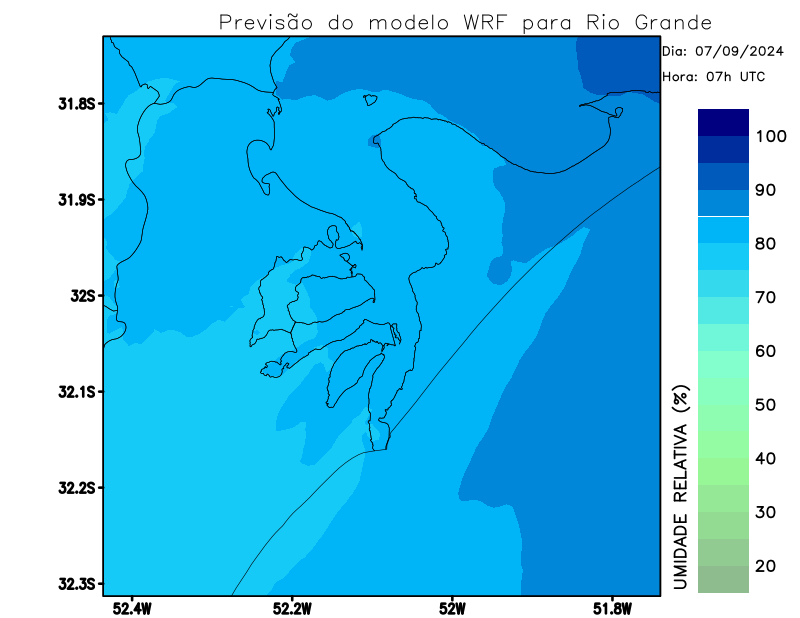 Previsão do modelo WRF para Rio Grande
Dia: 07/09/2024
Hora: 07h UTC
31.8S
31.9S
32S
32.1S
32.2S
32.3S
52.4W
52.2W
52W
51.8W
100
90
80
70
60
50
40
30
20
UMIDADE RELATIVA (%)